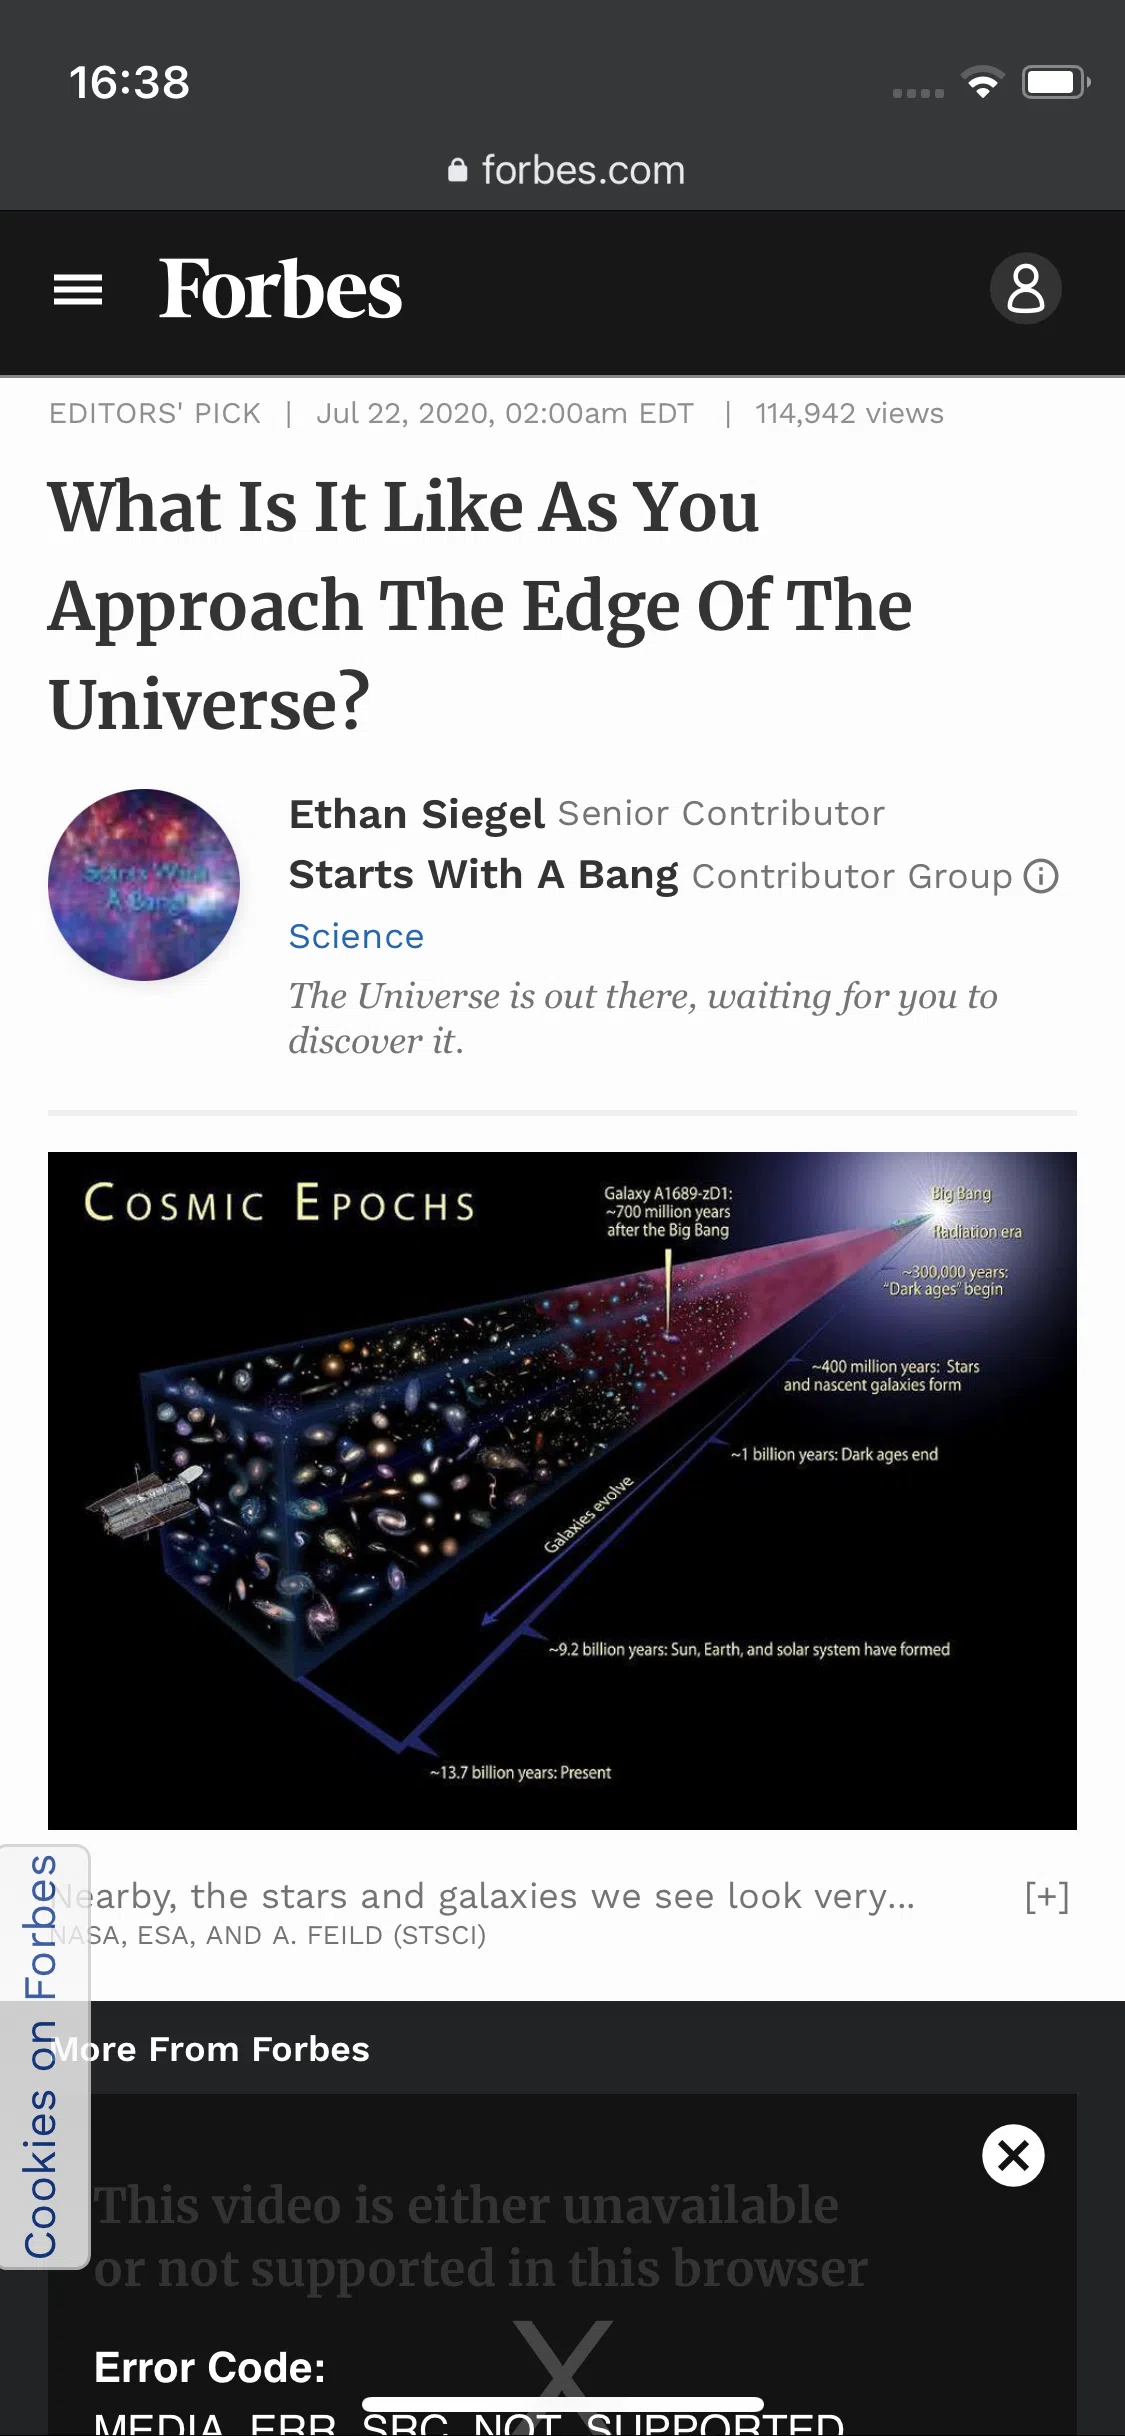 16:38
forbes.com
Forbes
EDITORS' PICK | Jul 22, 2020, 02:00am EDT | 114,942 views
What Is It Like As You
Approach The Edge Of The
Universe?
Ethan Siegel Senior Contributor
Starts With A Bang Contributor Group
Science
The Universe is out there, waiting for you to
discover it.
Starts With
A Bang!
COSMIC EPOCHS
Galaxy A1689-zD1:
~700 million years
after the Big Bang
Big Bang
Radiation era
~300,000 years:
"Dark ages" begin
~400 million years: Stars
and nascent galaxies form
~1 billion years: Dark ages end
Galaxies evolve
~9.2 billion years: Sun, Earth, and solar system have formed
~13.7 billion years: Present
Nearby, the stars and galaxies we see look very... [+]
NASA, ESA, AND A. FEILD (STSCI)
Cookies on Forbes
More From Forbes
This video is either unavailable
or not supported in this browser
Error Code:
MEDIA_ERR_SRC_NOT_SUPPORTED